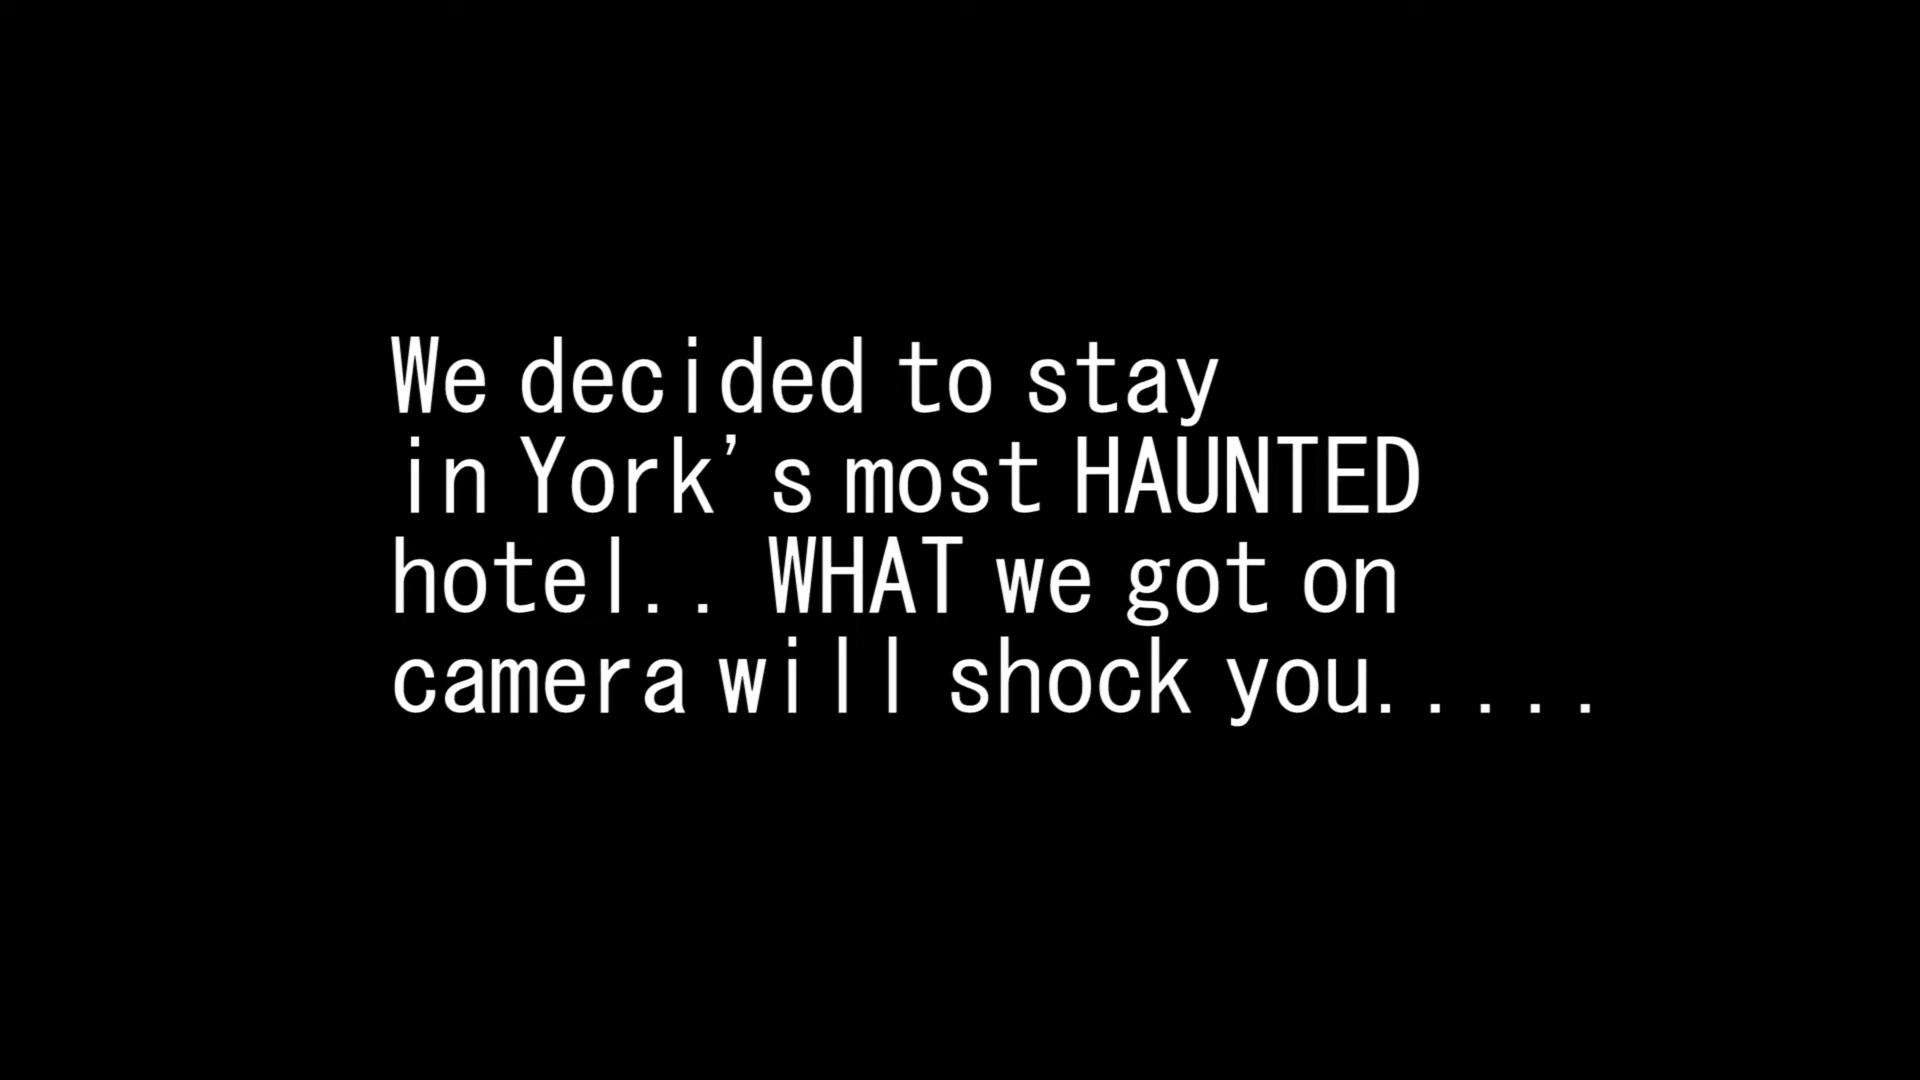 We decided to stay
in York's most HAUNTED
hotel.. WHAT we got on
camera will shock you.....